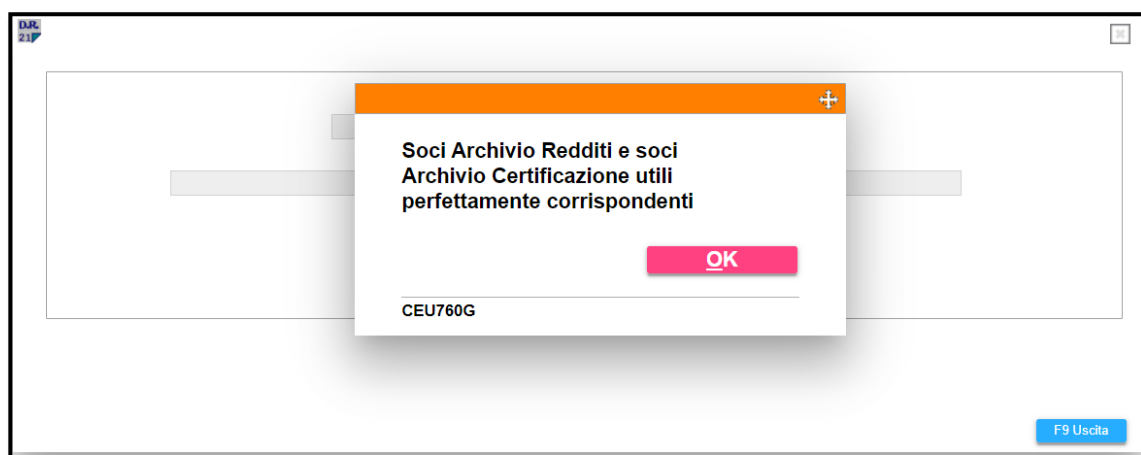 D.R.
21
Soci Archivio Redditi e soci
Archivio Certificazione utili
perfettamente corrispondenti
OK
CEU760G
F9 Uscita